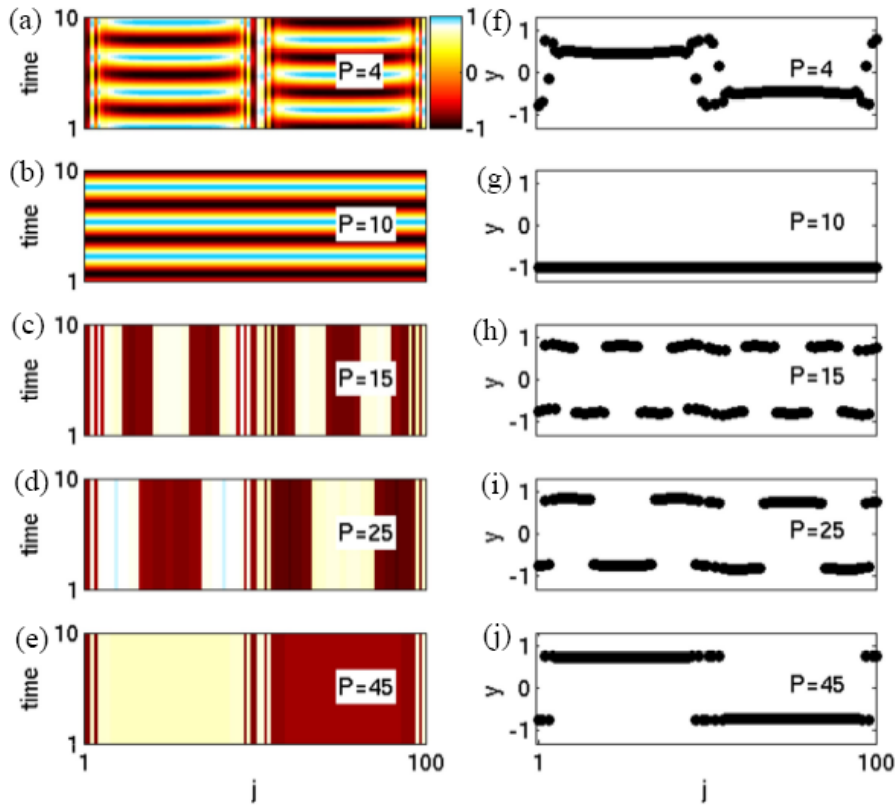 (a) 10 time 1 P=4 1 0 -1
(f) 1 y 0 -1 P=4
(b) 10 time 1 P=10
(g) 1 y 0 -1 P=10
(c) 10 time 1 P=15
(h) 1 y 0 -1 P=15
(d) 10 time 1 P=25
(i) 1 y 0 -1 P=25
(e) 10 time 1 P=45
(j) 1 y 0 -1 P=45
1 100 1 100
j j